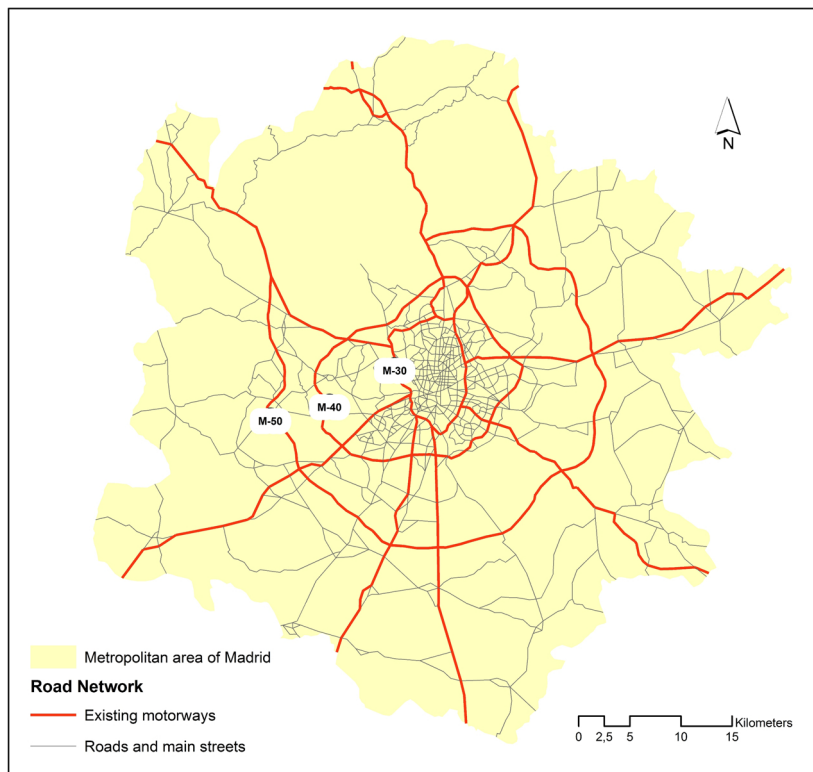 N
M-30
M-40
M-50
Metropolitan area of Madrid
Road Network
Existing motorways
Roads and main streets
Kilometers
0 2,5 5 10 15